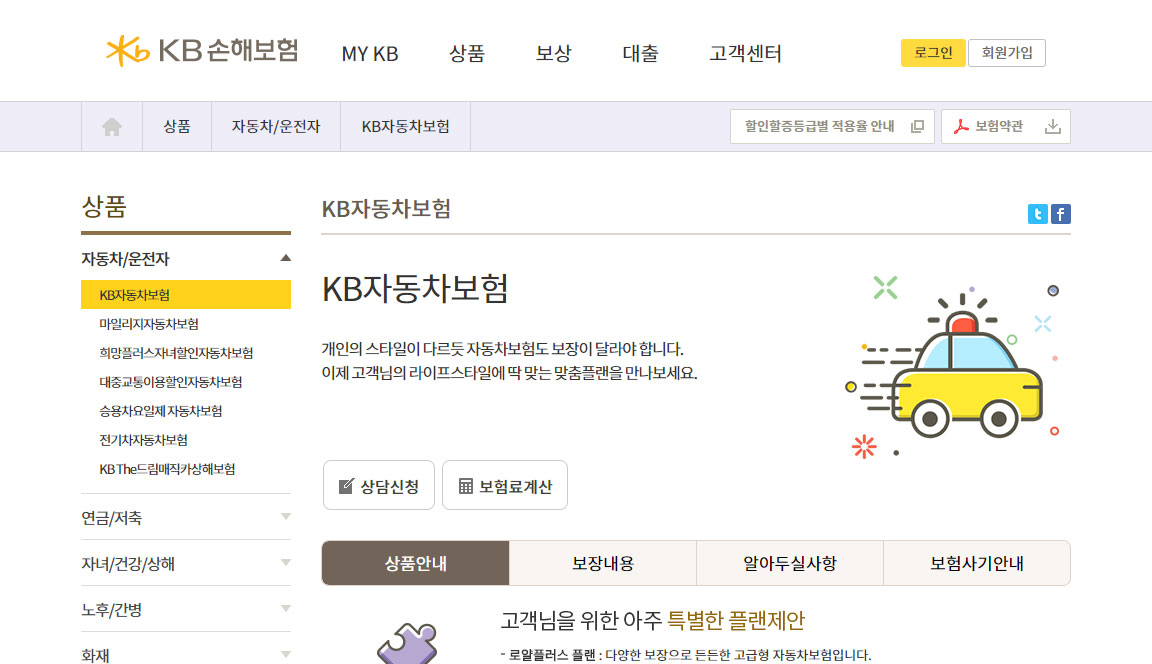 KB손해보험
MY KB 상품 보상 대출 고객센터
로그인 회원가입
상품 자동차/운전자 KB자동차보험
할인할증등급별 적용율 안내 보험약관
상품
자동차/운전자
KB자동차보험
마일리지자동차보험
희망플러스자녀할인자동차보험
대중교통이용할인자동차보험
승용차요일제 자동차보험
전기차자동차보험
KB The드림매직카상해보험
연금/저축
자녀/건강/상해
노후/간병
화재
KB자동차보험
KB자동차보험
개인의 스타일이 다르듯 자동차보험도 보장이 달라야 합니다.
이제 고객님의 라이프스타일에 딱 맞는 맞춤플랜을 만나보세요.
상담신청 보험료계산
상품안내 보장내용 알아두실사항 보험사기안내
고객님을 위한 아주 특별한 플랜제안
- 로얄플러스 플랜 : 다양한 보장으로 든든한 고급형 자동차보험입니다.